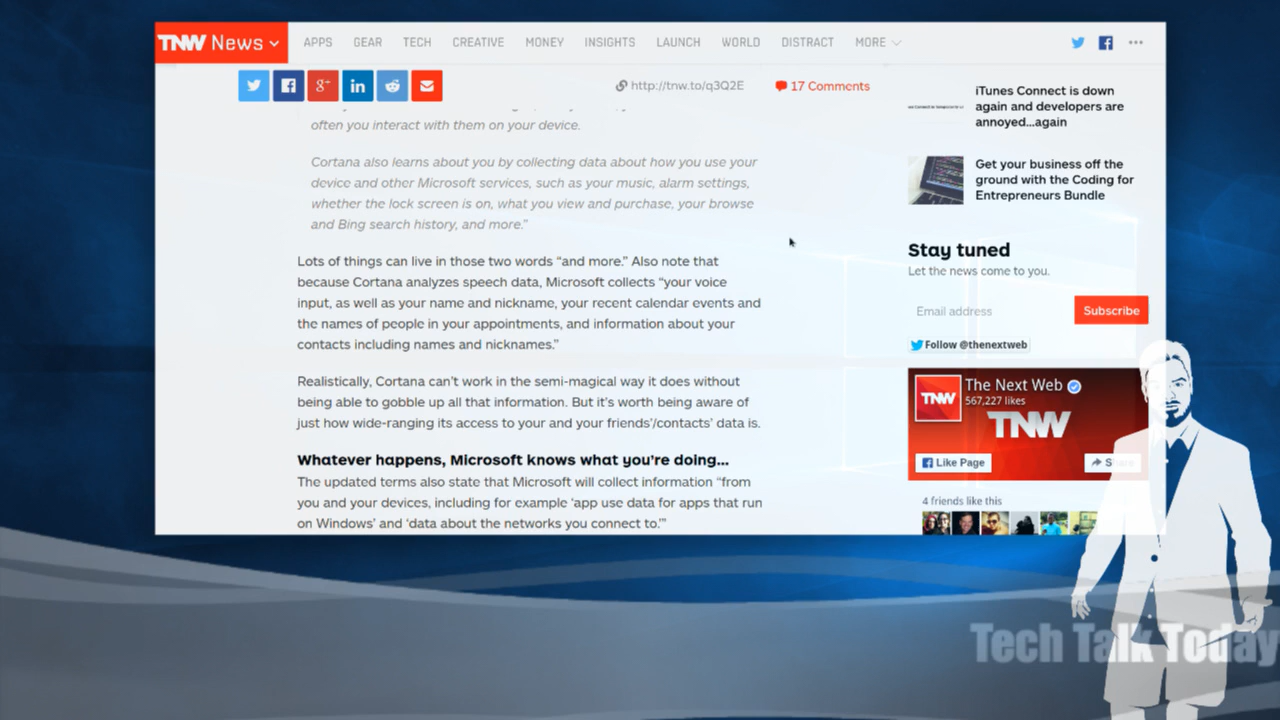 TNW News
APPS GEAR TECH CREATIVE MONEY INSIGHTS LAUNCH WORLD DISTRACT MORE
http://tnw.to/q3Q2E
17 Comments
often you interact with them on your device.
Cortana also learns about you by collecting data about how you use your
device and other Microsoft services, such as your music, alarm settings,
whether the lock screen is on, what you view and purchase, your browse
and Bing search history, and more.”
Lots of things can live in those two words “and more.” Also note that
because Cortana analyzes speech data, Microsoft collects “your voice
input, as well as your name and nickname, your recent calendar events and
the names of people in your appointments, and information about your
contacts including names and nicknames.”
Realistically, Cortana can’t work in the semi-magical way it does without
being able to gobble up all that information. But it’s worth being aware of
just how wide-ranging its access to your and your friends’/contacts’ data is.
Whatever happens, Microsoft knows what you’re doing…
The updated terms also state that Microsoft will collect information “from
you and your devices, including for example ‘app use data for apps that run
on Windows’ and ‘data about the networks you connect to.’”
iTunes Connect is down
again and developers are
annoyed...again
Get your business off the
ground with the Coding for
Entrepreneurs Bundle
Stay tuned
Let the news come to you.
Email address
Subscribe
Follow @thenextweb
TNW
The Next Web
567,227 likes
TNW
Like Page
Share
4 friends like this
Tech Talk Today